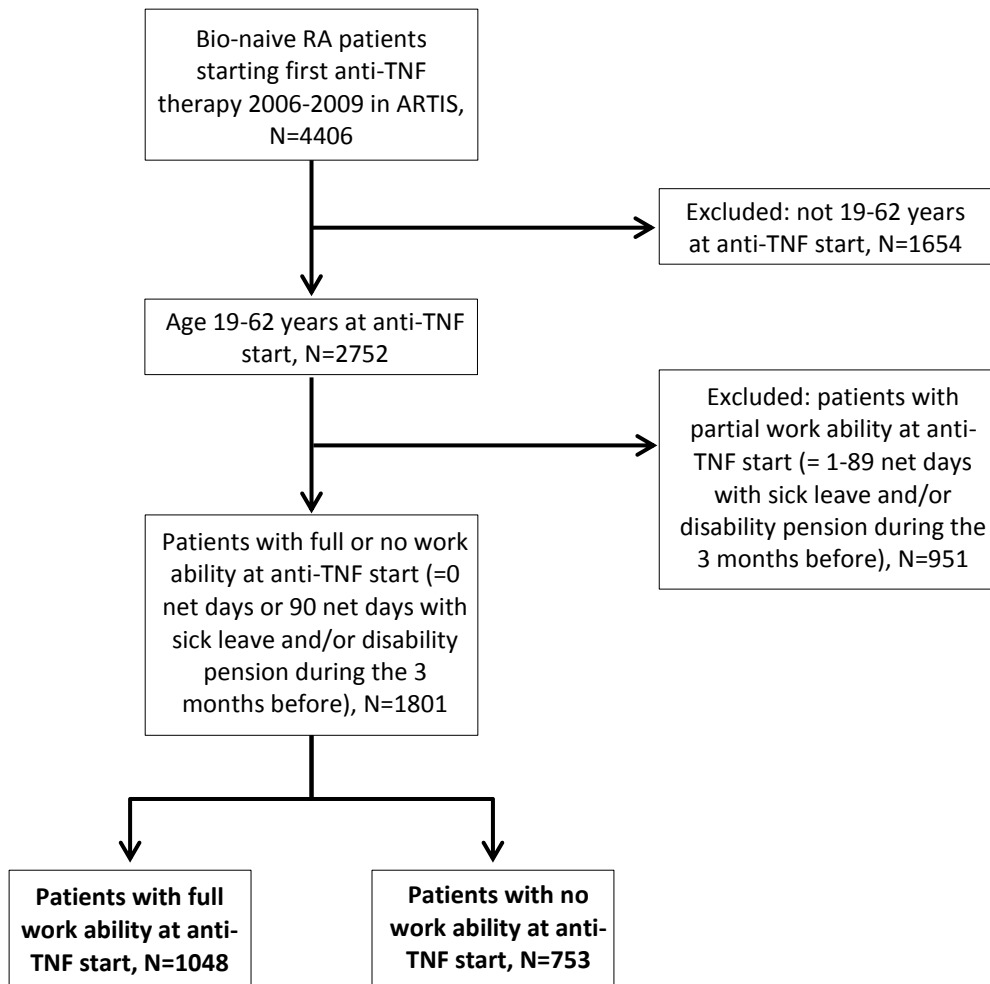 Bio-naive RA patients
starting first anti-TNF
therapy 2006-2009 in ARTIS,
N=4406
Excluded: not 19-62 years
at anti-TNF start, N=1654
Age 19-62 years at anti-TNF
start, N=2752
Excluded: patients with
partial work ability at anti-
TNF start (= 1-89 net days
with sick leave and/or
disability pension during the
3 months before), N=951
Patients with full or no work
ability at anti-TNF start (=0
net days or 90 net days with
sick leave and/or disability
pension during the 3
months before), N=1801
Patients with full
work ability at anti-
TNF start, N=1048
Patients with no
work ability at anti-
TNF start, N=753